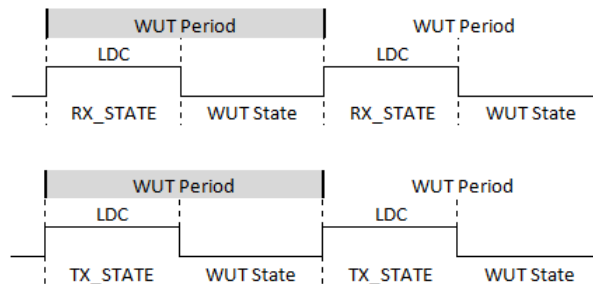 WUT Period WUT Period
LDC LDC
RX_STATE WUT State RX_STATE WUT State
WUT Period WUT Period
LDC LDC
TX_STATE WUT State TX_STATE WUT State